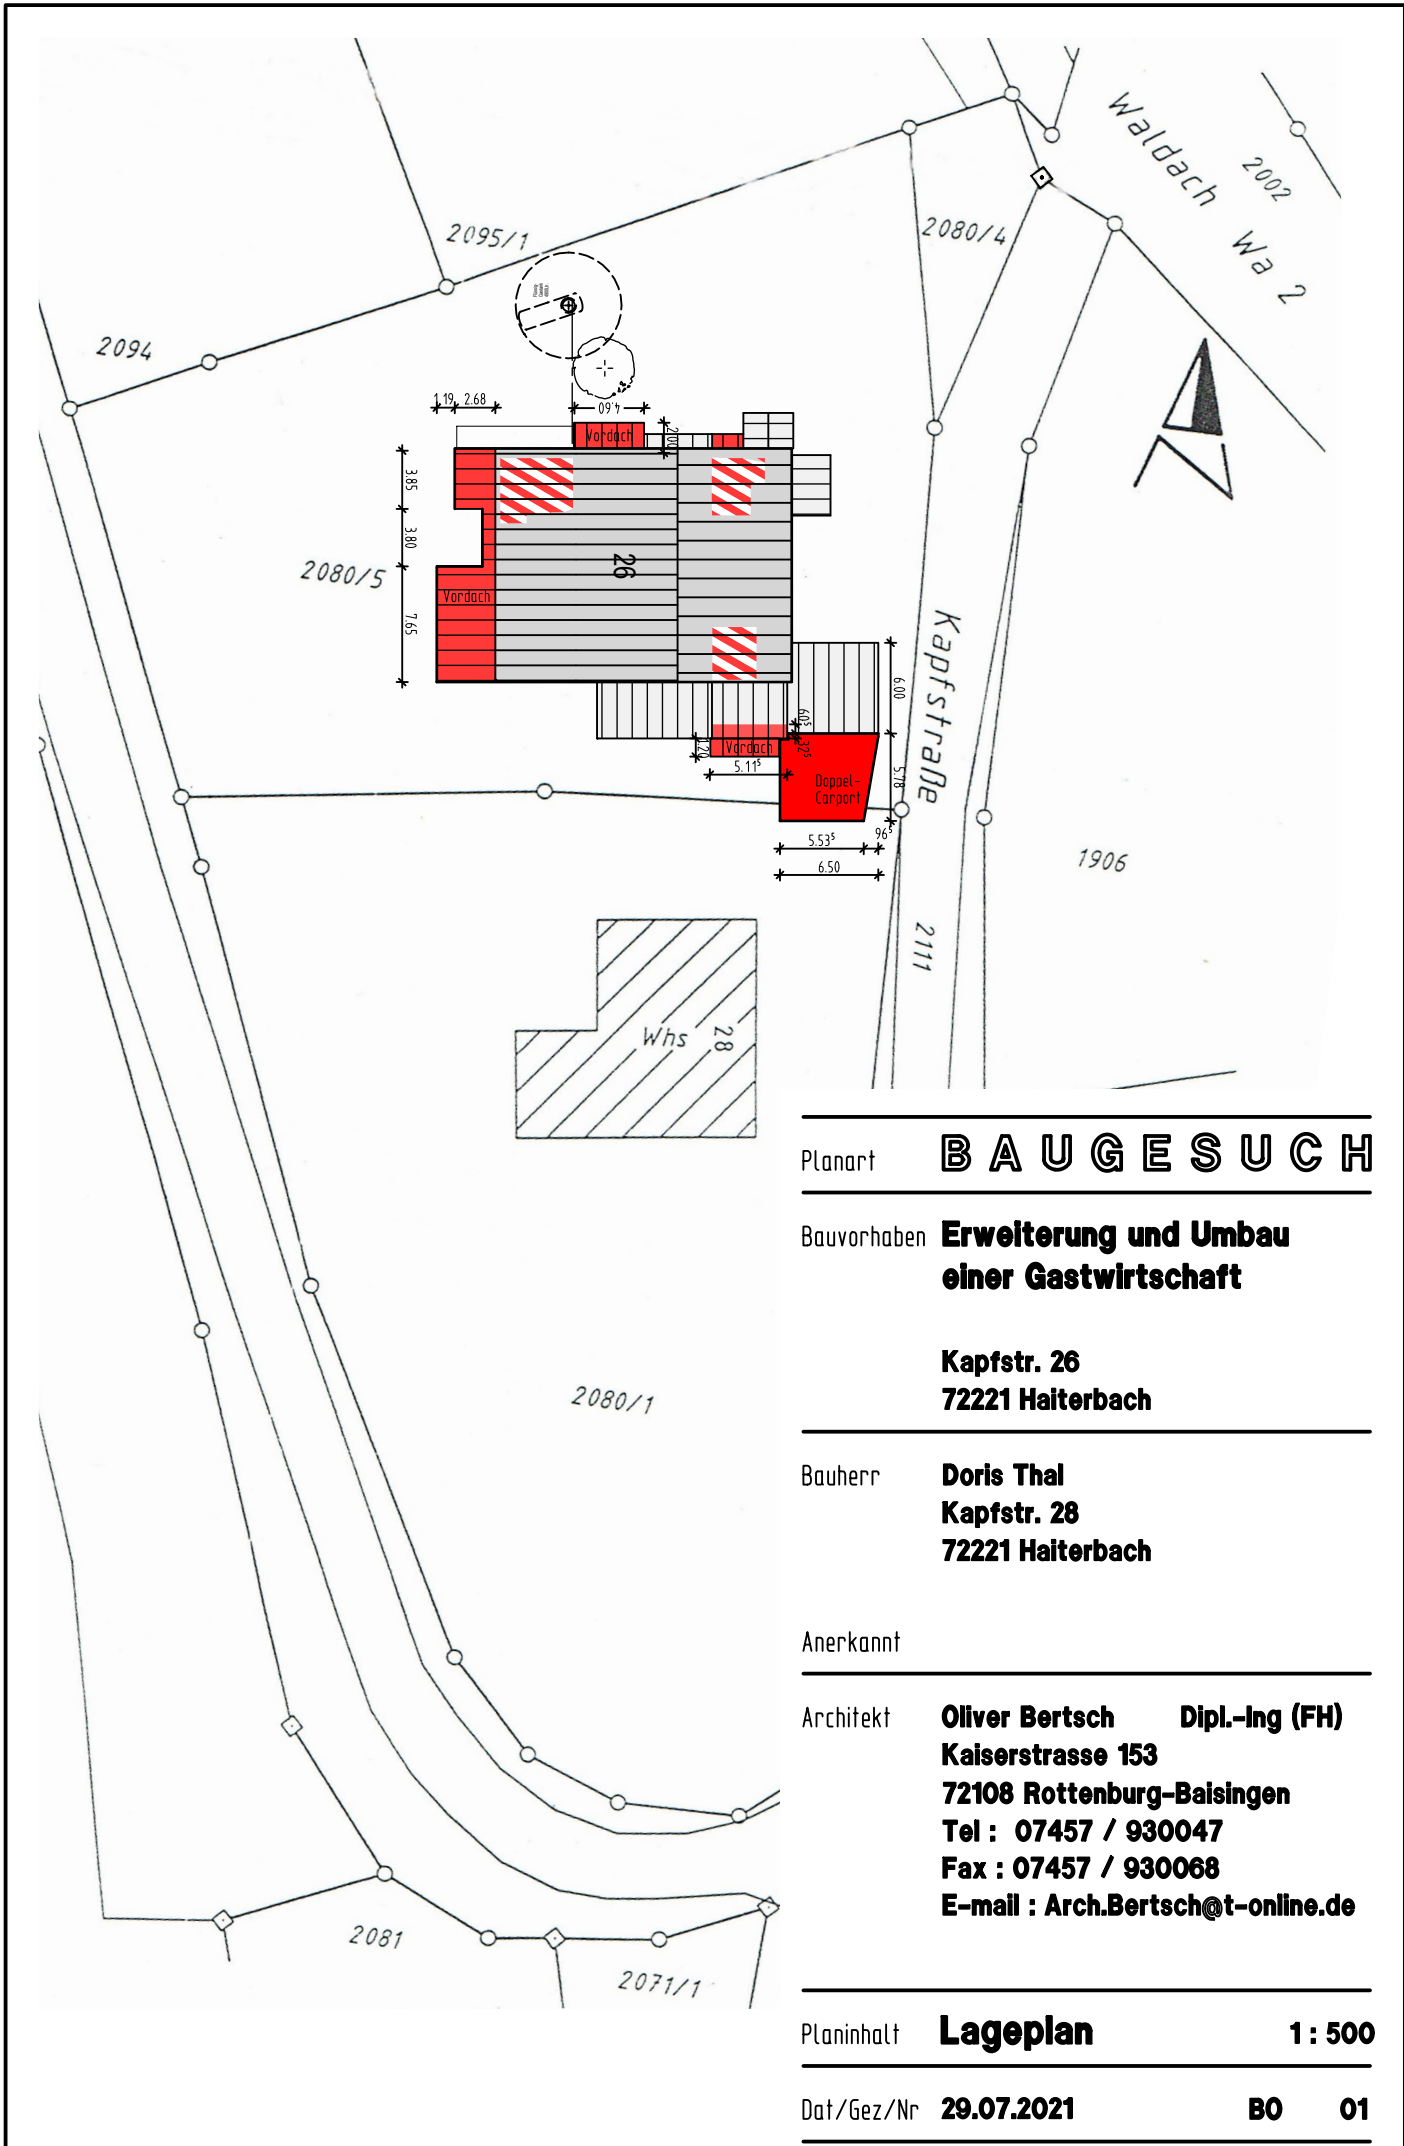 Waldach
2002
Wa 2
2095/1
2080/4
2094
1.19
2.68
4.60
Vordach
2.00
3.85
3.80
26
2080/5
Vordach
7.65
Kapfstraße
6.00
60⁵
32⁵
1.20
Vordach
5.11⁵
Doppel-
Carport
5.78
5.53⁵
96⁵
6.50
1906
2111
Whs 28
Planart BAUGESUCH
Bauvorhaben Erweiterung und Umbau
einer Gastwirtschaft
Kapfstr. 26
72221 Haiterbach
2080/1
Bauherr Doris Thal
Kapfstr. 28
72221 Haiterbach
Anerkannt
Architekt Oliver Bertsch Dipl.-Ing (FH)
Kaiserstrasse 153
72108 Rottenburg-Baisingen
Tel : 07457 / 930047
Fax : 07457 / 930068
E-mail : Arch.Bertsch@t-online.de
2081
2071/1
Planinhalt Lageplan 1 : 500
Dat/Gez/Nr 29.07.2021 BO 01